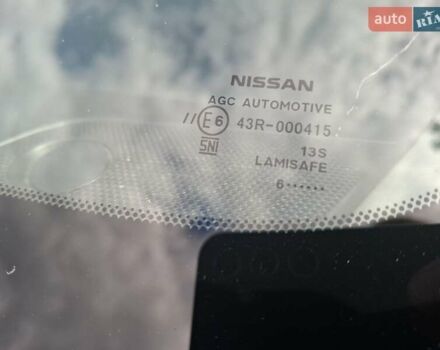 auto RIA
NISSAN
AGC AUTOMOTIVE
// E6 43R-000415
SNI 13S
LAMISAFE
6······